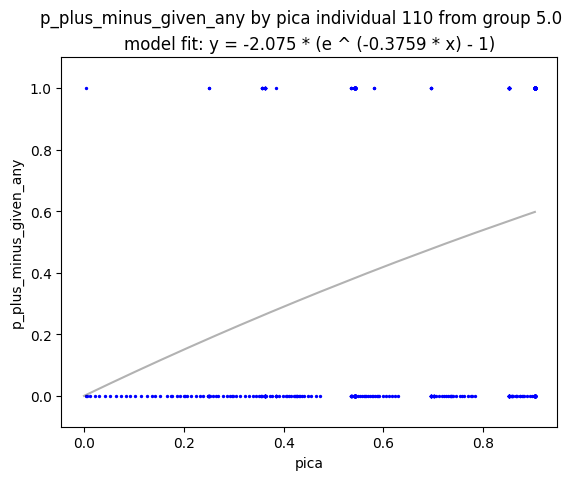 p_plus_minus_given_any by pica individual 110 from group 5.0
model fit: y = -2.075 * (e ^ (-0.3759 * x) - 1)
1.0
0.8
0.6
0.4
0.2
0.0
p_plus_minus_given_any
0.0 0.2 0.4 0.6 0.8
pica